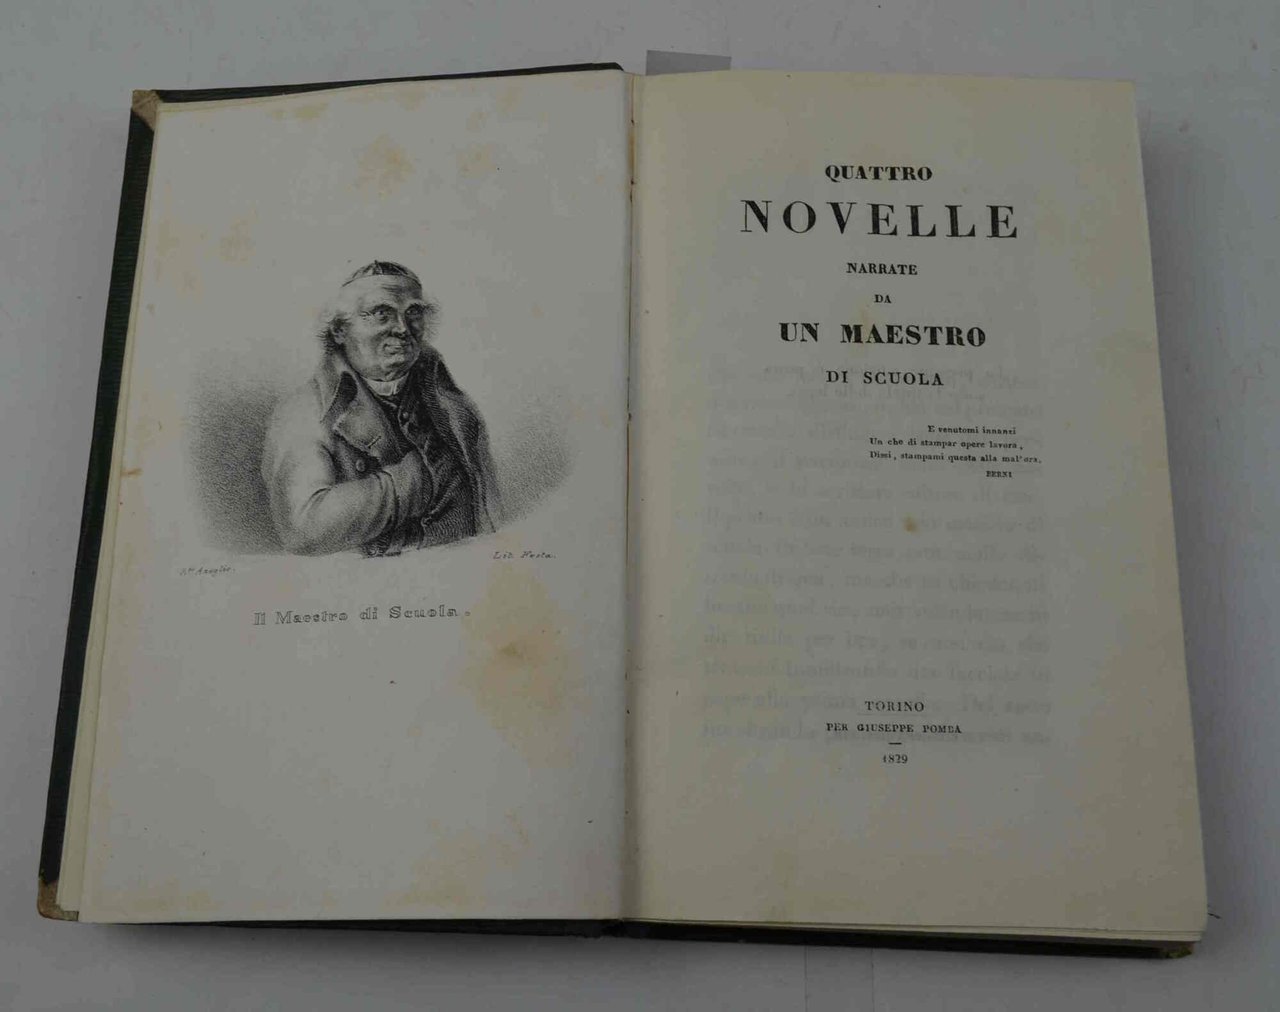 Azeglio.
Lit. Festa.
Il Maestro di Scuola.
QUATTRO
NOVELLE
NARRATE
DA
UN MAESTRO
DI SCUOLA
E venutomi innanzi
Un che di stampar opere lavora,
Dissi, stampami questa alla mal'ora.
BERNI
TORINO
PER GIUSEPPE POMBA
1829